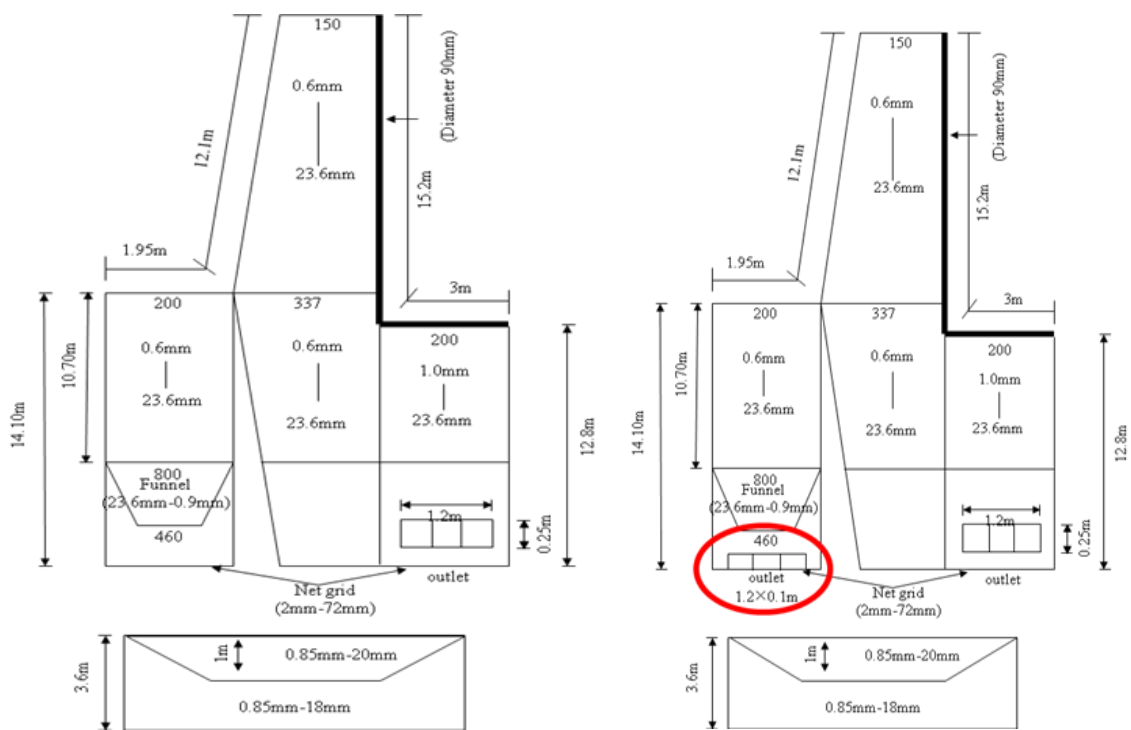 150
0.6mm
23.6mm
(Diameter 90mm)
12.1m
15.2m
1.95m
3m
200
337
200
0.6mm
23.6mm
0.6mm
23.6mm
1.0mm
23.6mm
10.70m
14.10m
12.8m
800
Funnel
(23.6mm-0.9mm)
460
1.2m
0.25m
outlet
Net grid
(2mm-72mm)
3.6m
1m
0.85mm-20mm
0.85mm-18mm
150
0.6mm
23.6mm
(Diameter 90mm)
12.1m
15.2m
1.95m
3m
200
337
200
0.6mm
23.6mm
0.6mm
23.6mm
1.0mm
23.6mm
10.70m
14.10m
12.8m
800
Funnel
(23.6mm-0.9mm)
460
1.2m
0.25m
outlet
1.2×0.1m
outlet
Net grid
(2mm-72mm)
3.6m
1m
0.85mm-20mm
0.85mm-18mm